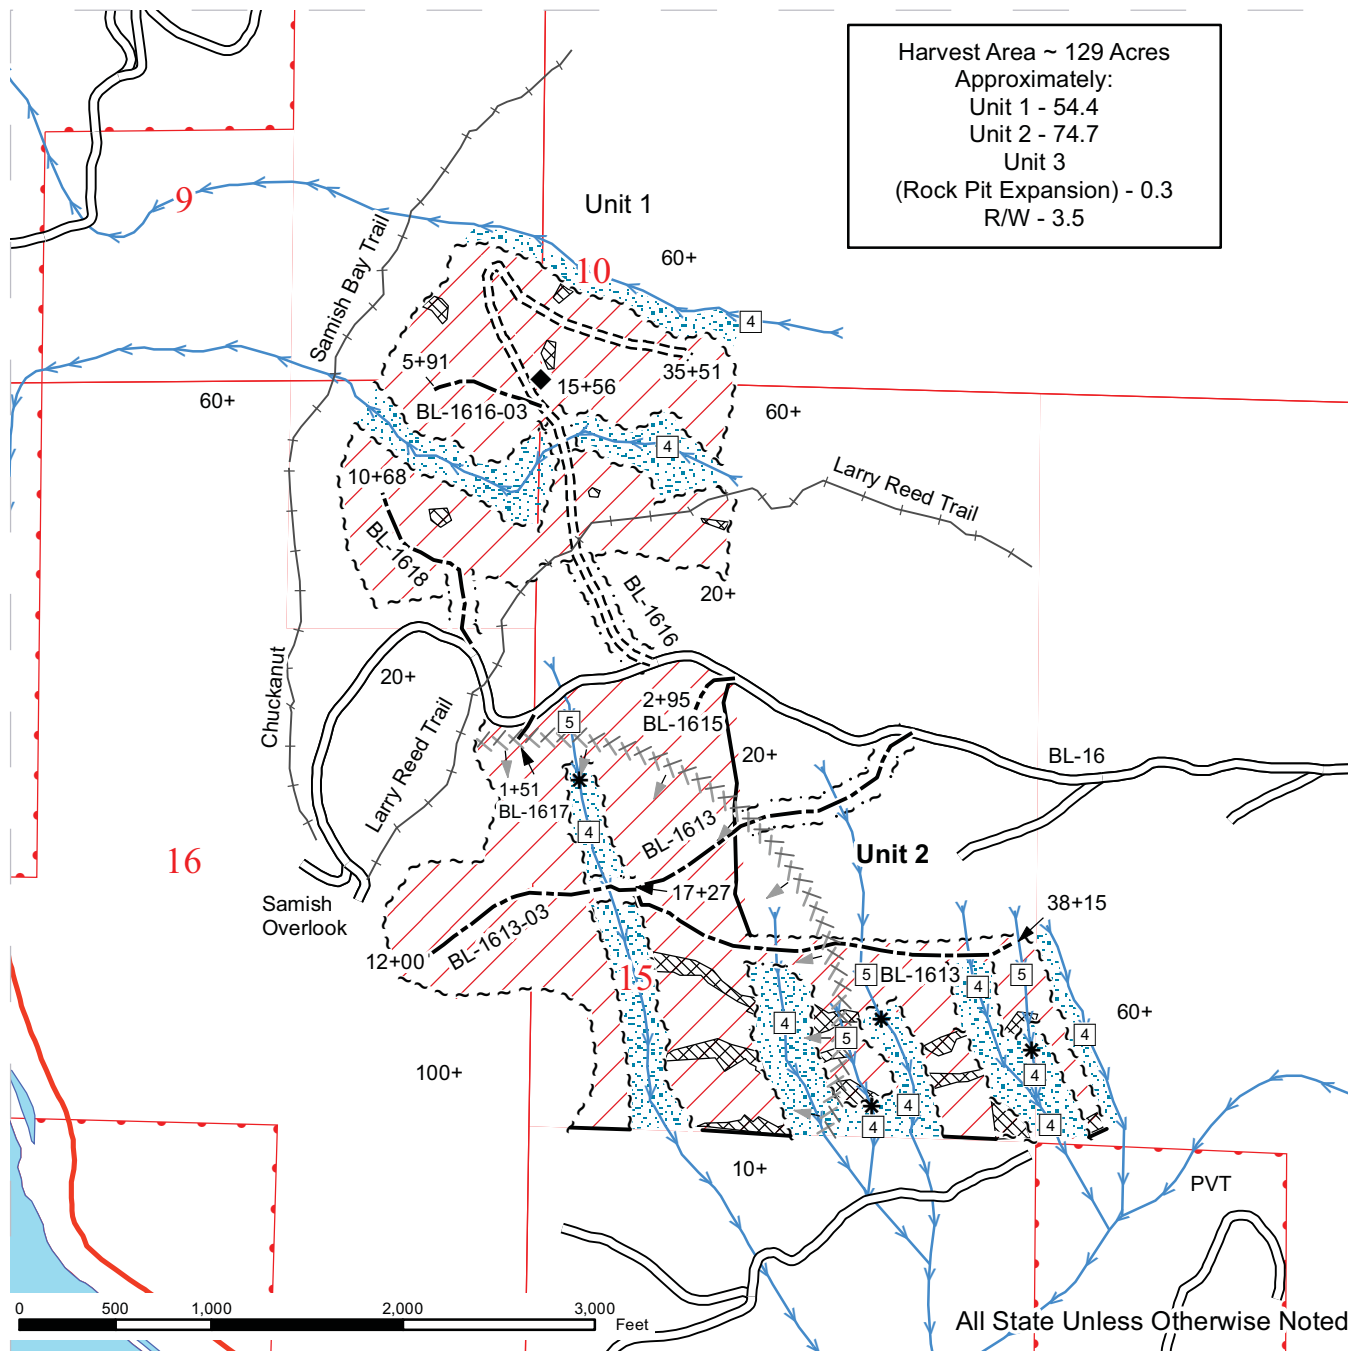 Harvest Area ~ 129 Acres
Approximately:
Unit 1 - 54.4
Unit 2 - 74.7
Unit 3
(Rock Pit Expansion) - 0.3
R/W - 3.5
9
Unit 1
Samish Bay Trail
60+
10
4
5+91
35+51
15+56
60+
BL-1616-03
60+
4
10+68
Larry Reed Trail
BL-1618
BL-1616
20+
20+
Chuckanut
2+95
BL-1615
5
Larry Reed Trail
20+
BL-16
1+51
BL-1617
4
BL-1613
Unit 2
16
17+27
38+15
Samish
Overlook
BL-1613-03
12+00
15
5
BL-1613
4
5
60+
4
5
4
100+
4
4
4
4
10+
PVT
0
500
1,000
2,000
3,000
Feet
All State Unless Otherwise Noted